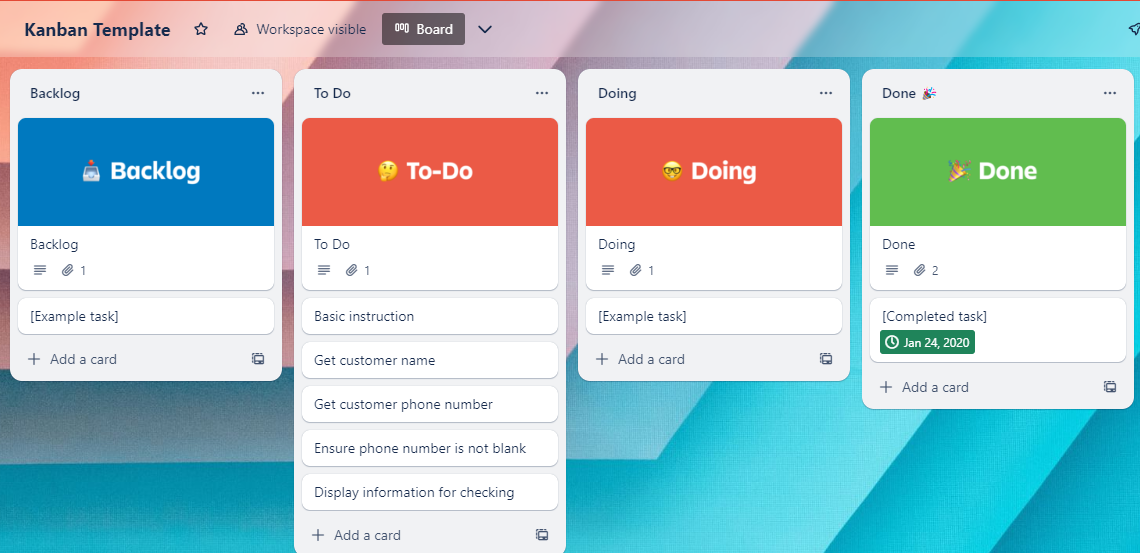 Kanban Template
Workspace visible
Board
Backlog
Backlog
Backlog
1
[Example task]
Add a card
To Do
To-Do
To Do
1
Basic instruction
Get customer name
Get customer phone number
Ensure phone number is not blank
Display information for checking
Add a card
Doing
Doing
Doing
1
[Example task]
Add a card
Done
Done
Done
2
[Completed task]
Jan 24, 2020
Add a card